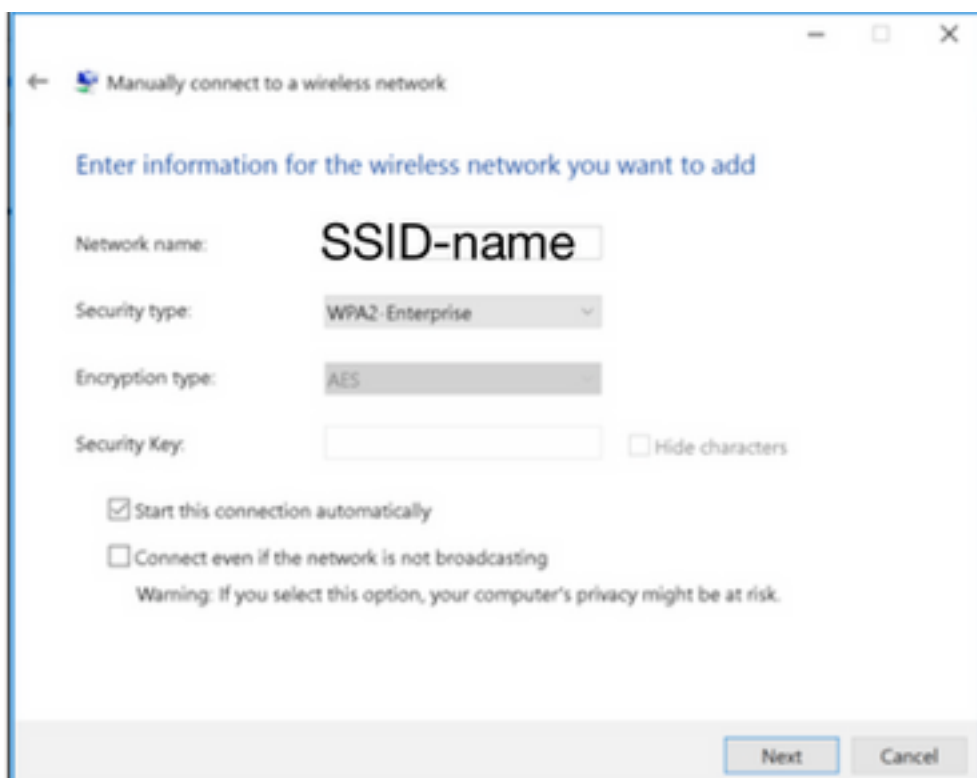 Manually connect to a wireless network
Enter information for the wireless network you want to add
Network name: SSID-name
Security type: WPA2-Enterprise
Encryption type: AES
Security Key: Hide characters
Start this connection automatically
Connect even if the network is not broadcasting
Warning: If you select this option, your computer's privacy might be at risk.
Next Cancel